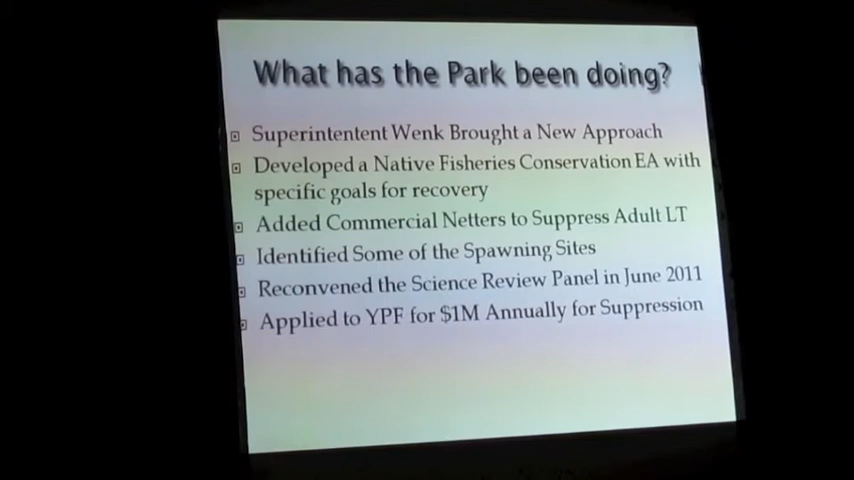 What has the Park been doing?
Superintentent Wenk Brought a New Approach
Developed a Native Fisheries Conservation EA with
specific goals for recovery
Added Commercial Netters to Suppress Adult LT
Identified Some of the Spawning Sites
Reconvened the Science Review Panel in June 2011
Applied to YPF for $1M Annually for Suppression